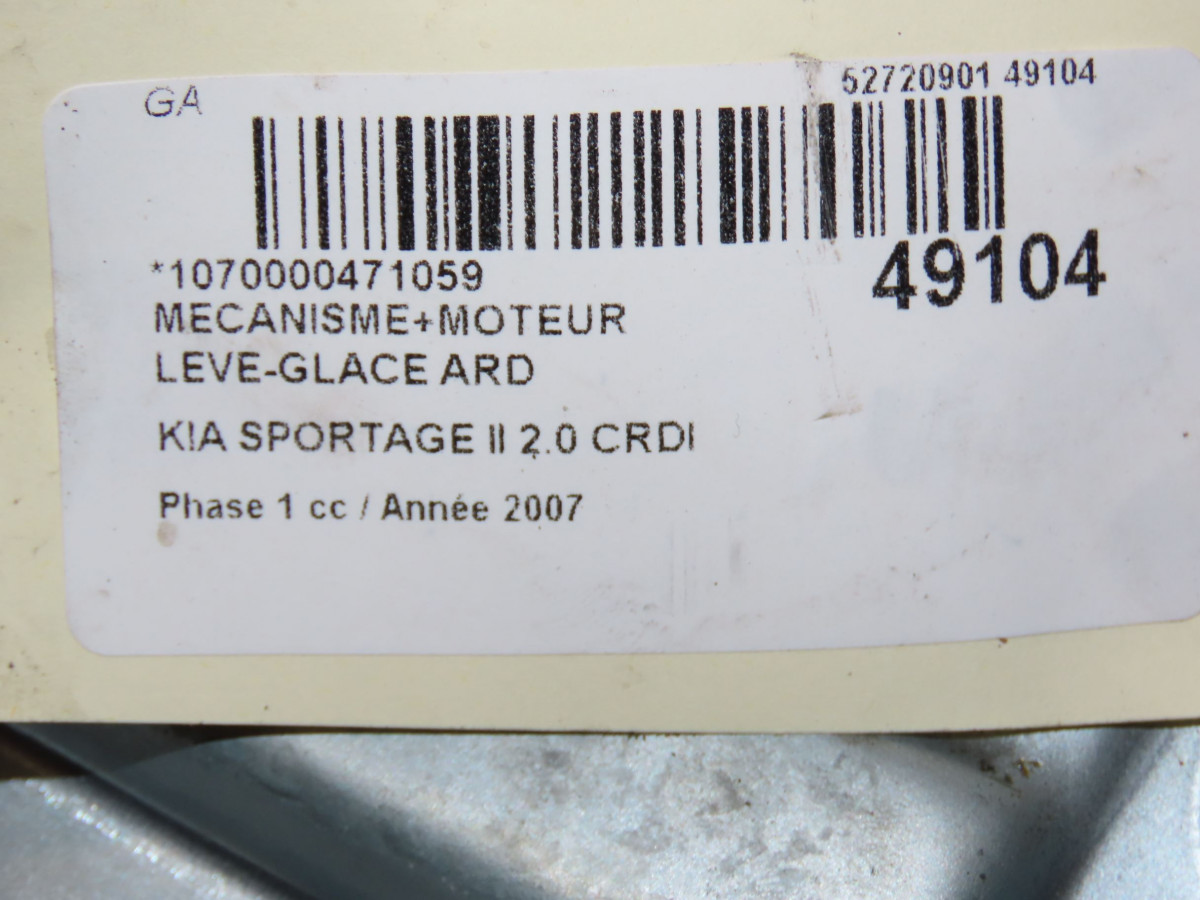 GA
52720901 49104
*1070000471059
49104
MECANISME+MOTEUR
LEVE-GLACE ARD
KIA SPORTAGE II 2.0 CRDI
Phase 1 cc / Année 2007